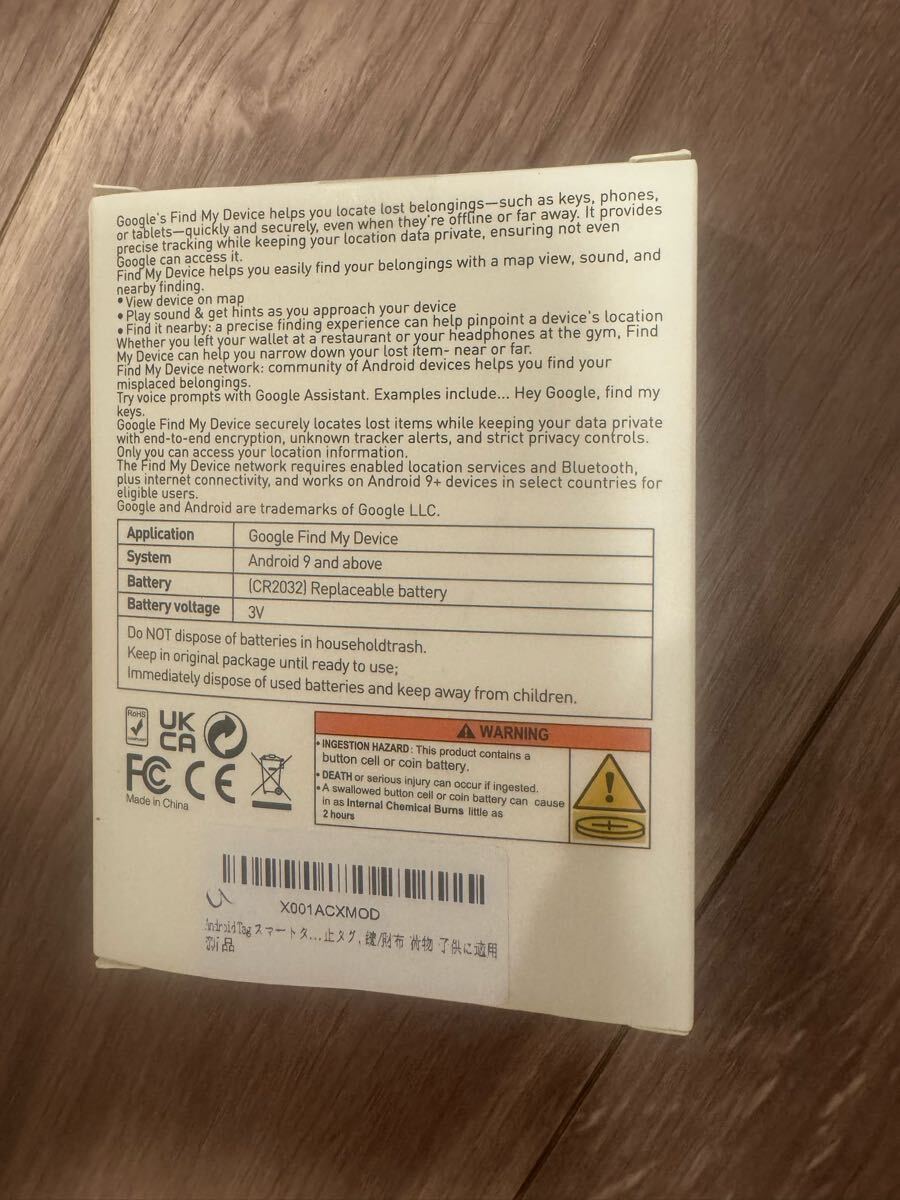 Google's Find My Device helps you locate lost belongings—such as keys, phones,
or tablets—quickly and securely, even when they're offline or far away. It provides
precise tracking while keeping your location data private, ensuring not even
Google can access it.
Find My Device helps you easily find your belongings with a map view, sound, and
nearby finding.
• View device on map
• Play sound & get hints as you approach your device
• Find it nearby: a precise finding experience can help pinpoint a device's location
Whether you left your wallet at a restaurant or your headphones at the gym, Find
My Device can help you narrow down your lost item- near or far.
Find My Device network: community of Android devices helps you find your
misplaced belongings.
Try voice prompts with Google Assistant. Examples include... Hey Google, find my
keys.
Google Find My Device securely locates lost items while keeping your data private
with end-to-end encryption, unknown tracker alerts, and strict privacy controls.
Only you can access your location information.
The Find My Device network requires enabled location services and Bluetooth,
plus internet connectivity, and works on Android 9+ devices in select countries for
eligible users.
Google and Android are trademarks of Google LLC.
Application Google Find My Device
System Android 9 and above
Battery (CR2032) Replaceable battery
Battery voltage 3V
Do NOT dispose of batteries in householdtrash.
Keep in original package until ready to use;
Immediately dispose of used batteries and keep away from children.
RoHS
UK
CA
FC CE
Made in China
WARNING
• INGESTION HAZARD: This product contains a
button cell or coin battery.
• DEATH or serious injury can occur if ingested.
• A swallowed button cell or coin battery can cause
in as Internal Chemical Burns little as
2 hours
X001ACXMOD
Android Tag スマートタ...止タグ, 鍵/財布 荷物 子供に適用
新品